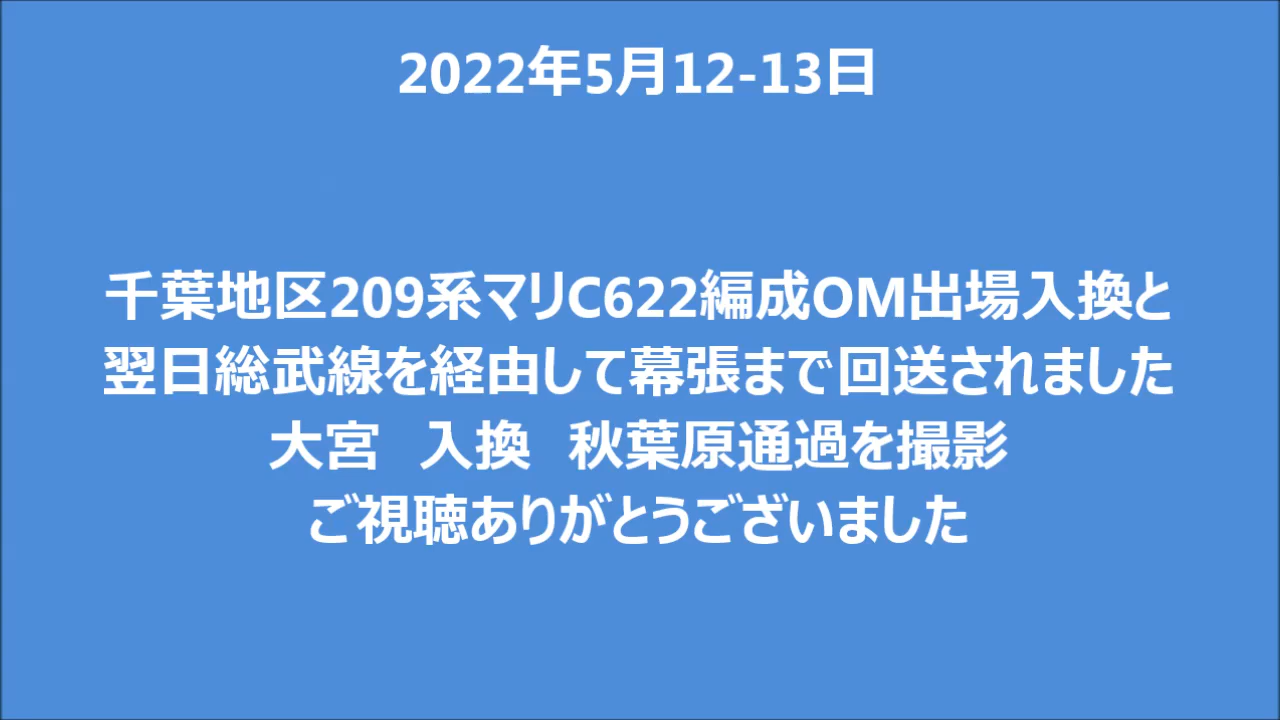 2022年5月12-13日
千葉地区209系マリC622編成OM出場入換と
翌日総武線を経由して幕張まで回送されました
大宮　入換　秋葉原通過を撮影
ご視聴ありがとうございました